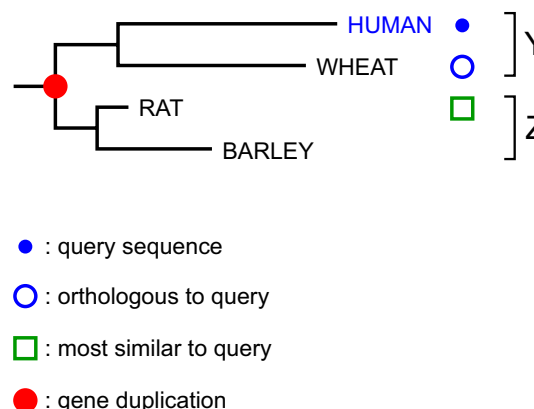 HUMAN
Y
WHEAT
RAT
Z
BARLEY
: query sequence
: orthologous to query
: most similar to query
: gene duplication